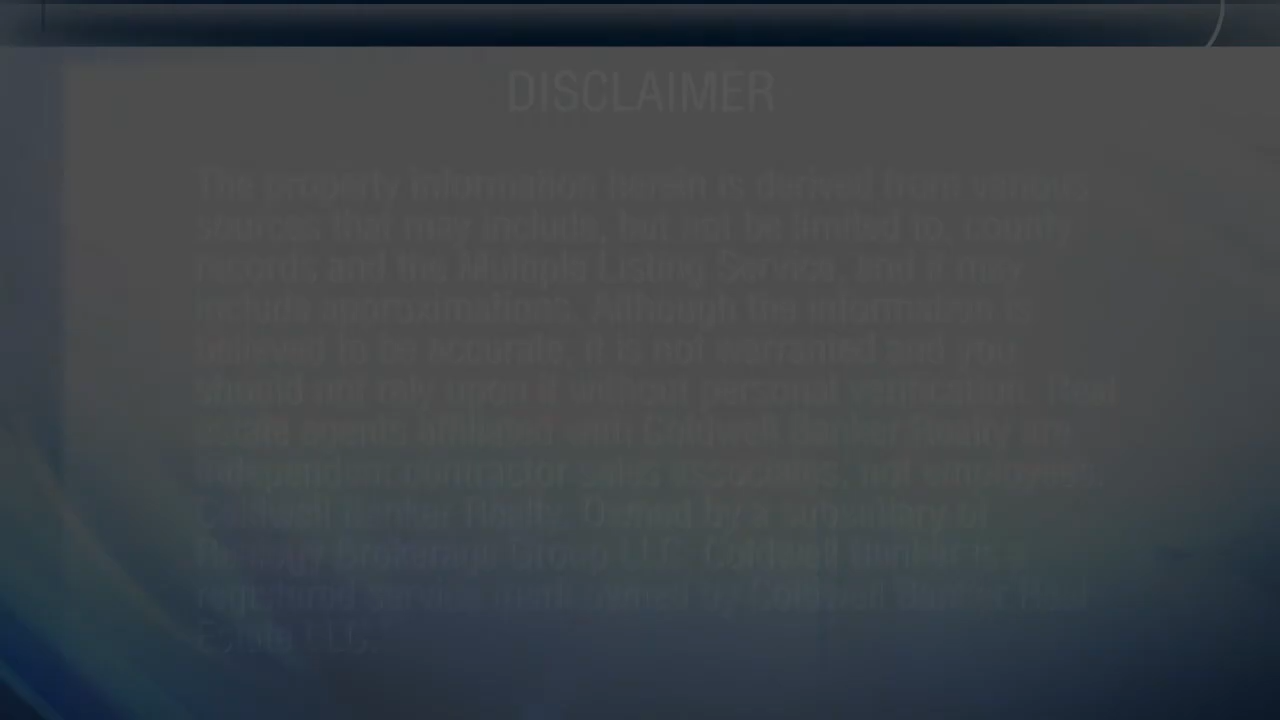 DISCLAIMER
The property information herein is derived from various
sources that may include, but not be limited to, county
records and the Multiple Listing Service, and it may
include approximations. Although the information is
believed to be accurate, it is not warranted and you
should not rely upon it without personal verification. Real
estate agents affiliated with Coldwell Banker Realty are
independent contractor sales associates, not employees.
Coldwell Banker Realty. Owned by a subsidiary of
Brokerage Group LLC. Coldwell Banker
service mark owned by Coldwell Banker Real
Estate LLC